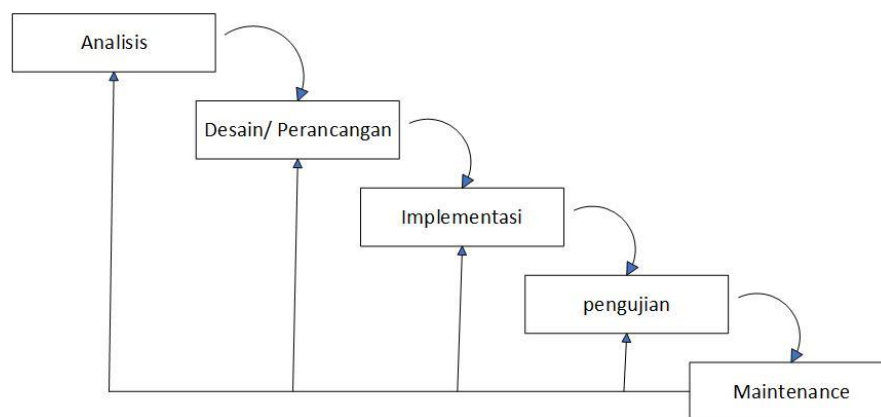 Analisis
Desain/ Perancangan
Implementasi
pengujian
Maintenance